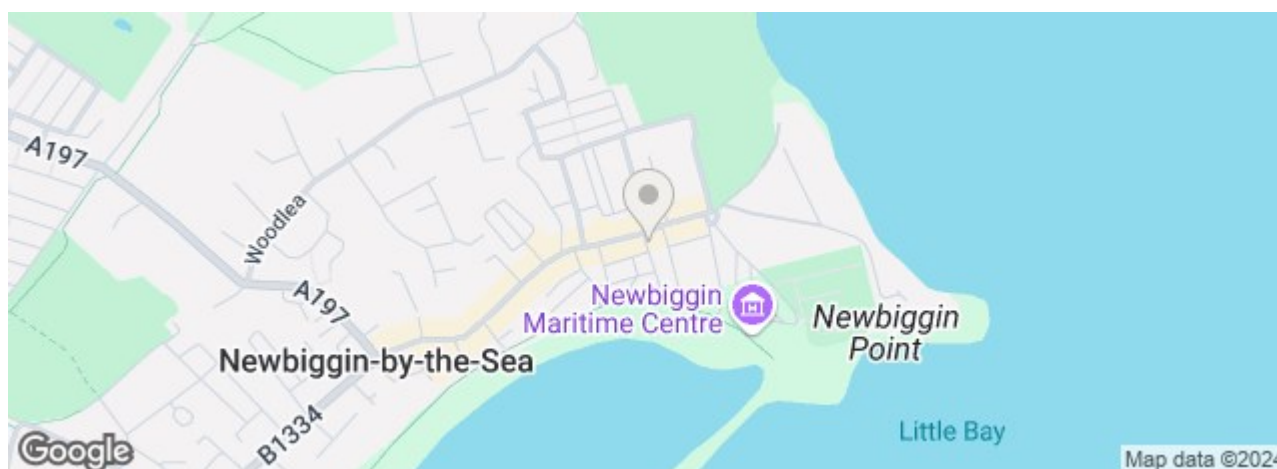 A197
Woodlea
A197
Newbiggin
Maritime Centre
Newbiggin
Point
Newbiggin-by-the-Sea
B1334
Little Bay
Google
Map data ©2024